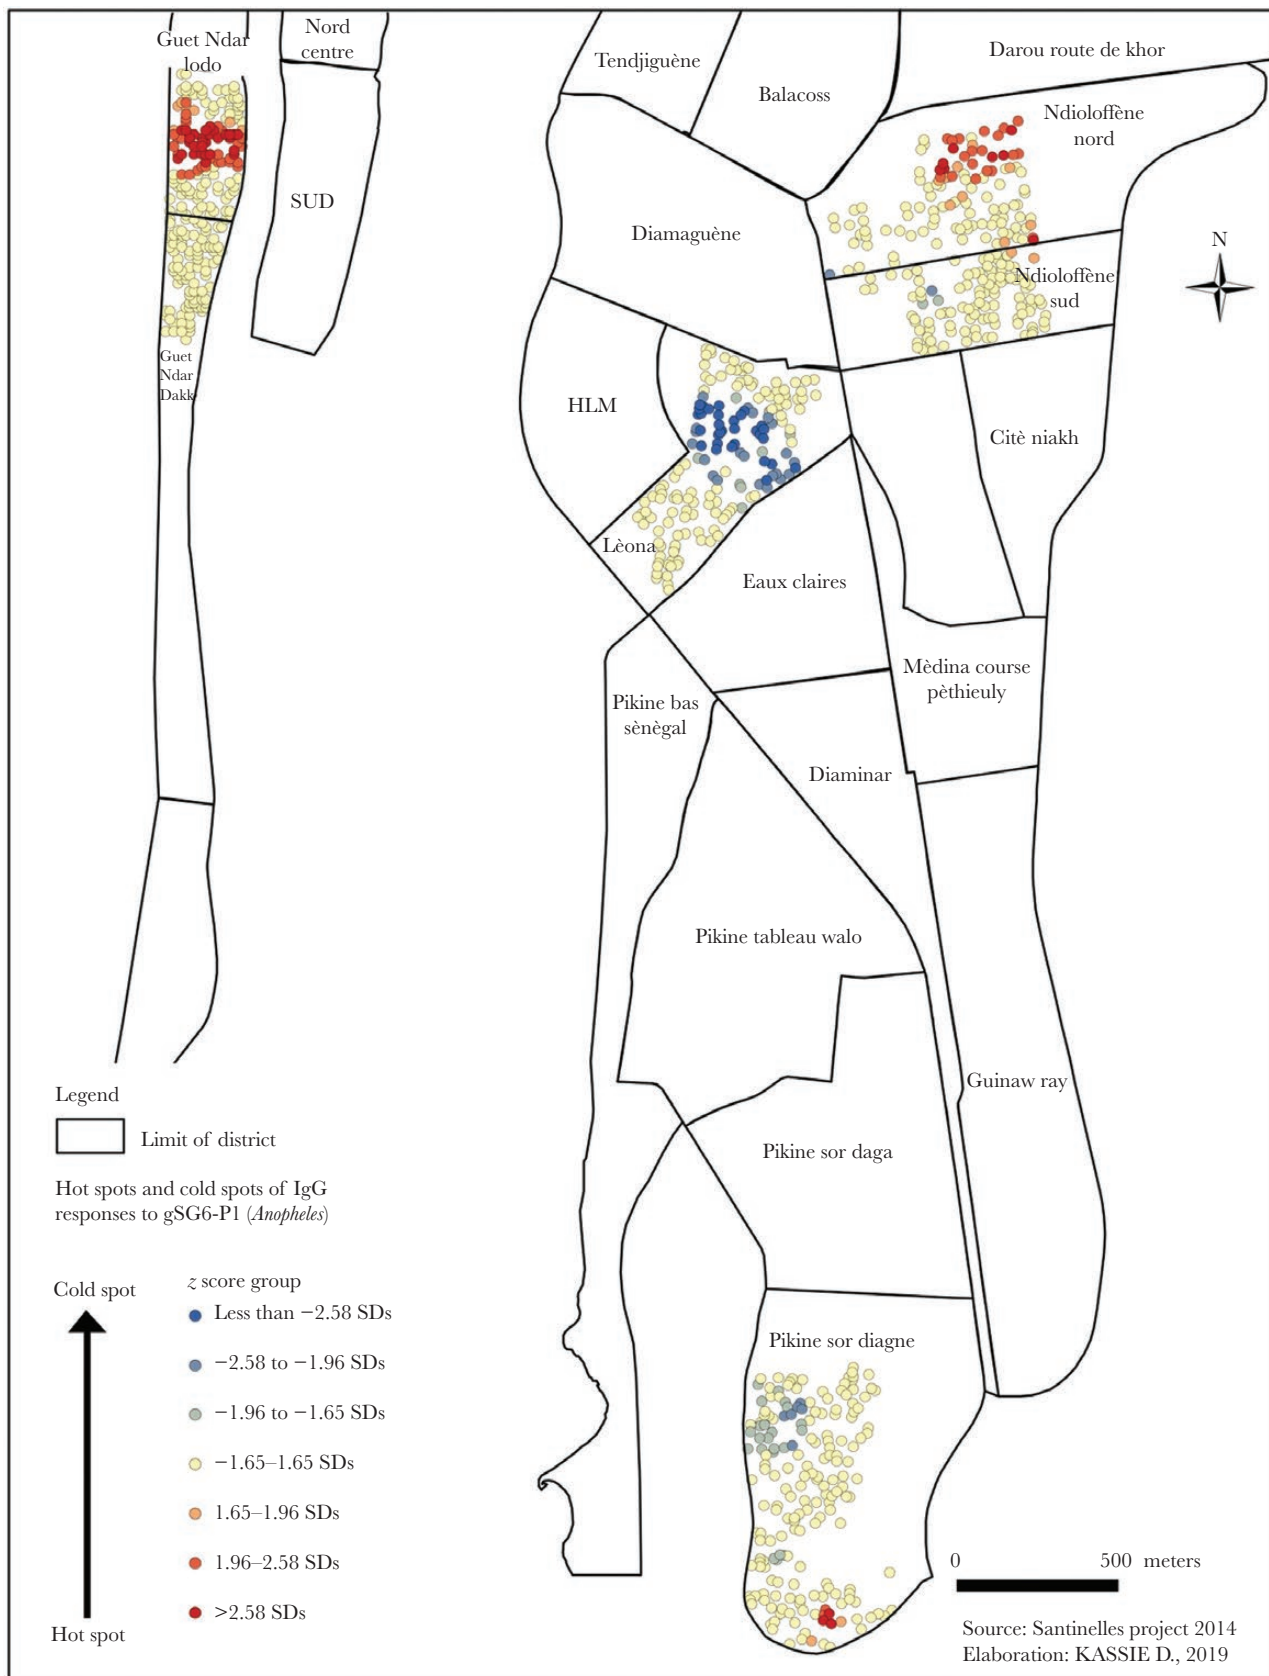 Guet Ndar
lodo
Nord
centre
SUD
Guet
Ndar
Dakk
Tendjiguène
Balacoss
Darou route de khor
Ndioloffène
nord
Diamaguène
N
Ndioloffène
sud
HLM
Citè niakh
Lèona
Eaux claires
Mèdina course
pèthieuly
Pikine bas
sènègal
Diaminar
Pikine tableau walo
Guinaw ray
Pikine sor daga
Pikine sor diagne
Legend
Limit of district
Hot spots and cold spots of IgG
responses to gSG6-P1 (Anopheles)
Cold spot
Hot spot
z score group
Less than −2.58 SDs
−2.58 to −1.96 SDs
−1.96 to −1.65 SDs
−1.65–1.65 SDs
1.65–1.96 SDs
1.96–2.58 SDs
>2.58 SDs
0 500 meters
Source: Santinelles project 2014
Elaboration: KASSIE D., 2019